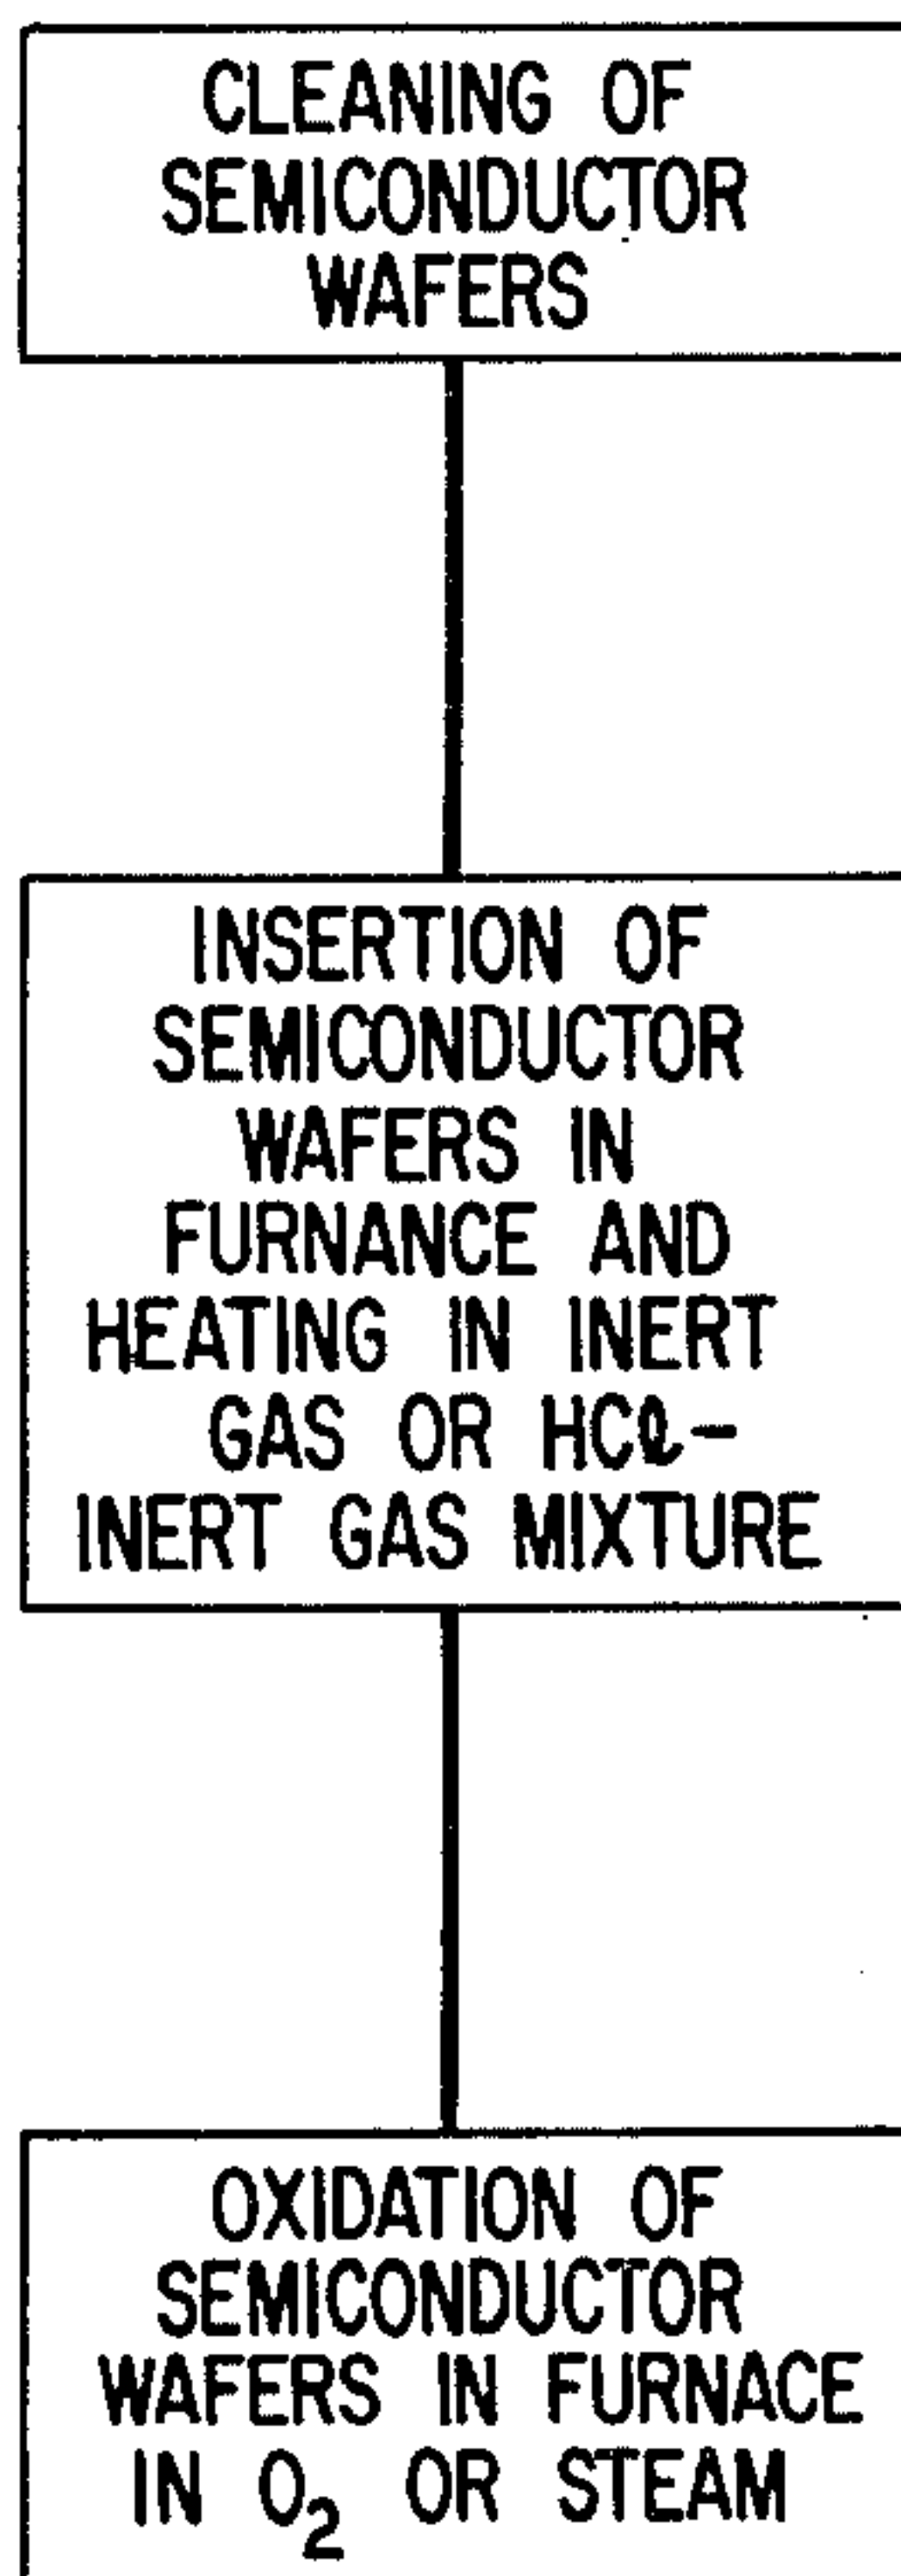 CLEANING OF
SEMICONDUCTOR
WAFERS
INSERTION OF
SEMICONDUCTOR
WAFERS IN
FURNANCE AND
HEATING IN INERT
GAS OR HCℓ-
INERT GAS MIXTURE
OXIDATION OF
SEMICONDUCTOR
WAFERS IN FURNACE
IN O₂ OR STEAM